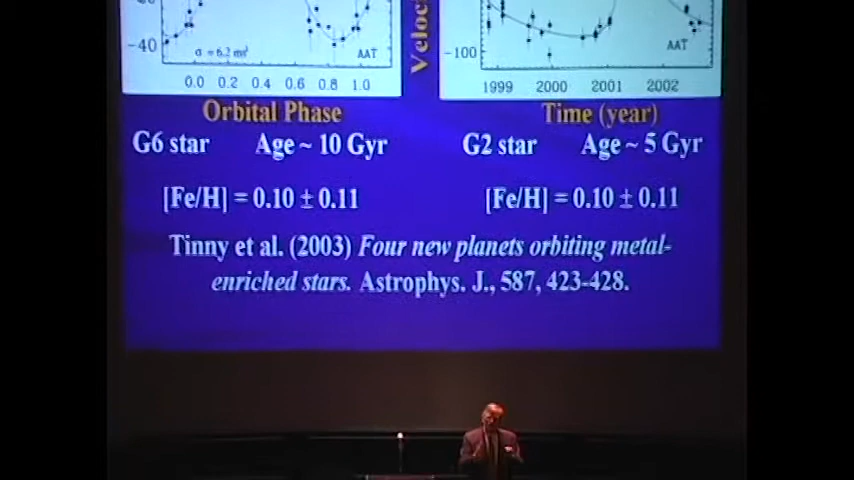 -40
σ = 6.2 ms
AAT
0.0 0.2 0.4 0.6 0.8 1.0
Orbital Phase
Veloc
-100
AAT
1999 2000 2001 2002
Time (year)
G6 star Age ~ 10 Gyr
G2 star Age ~ 5 Gyr
[Fe/H] = 0.10 ± 0.11
[Fe/H] = 0.10 ± 0.11
Tinny et al. (2003) Four new planets orbiting metal-
enriched stars. Astrophys. J., 587, 423-428.